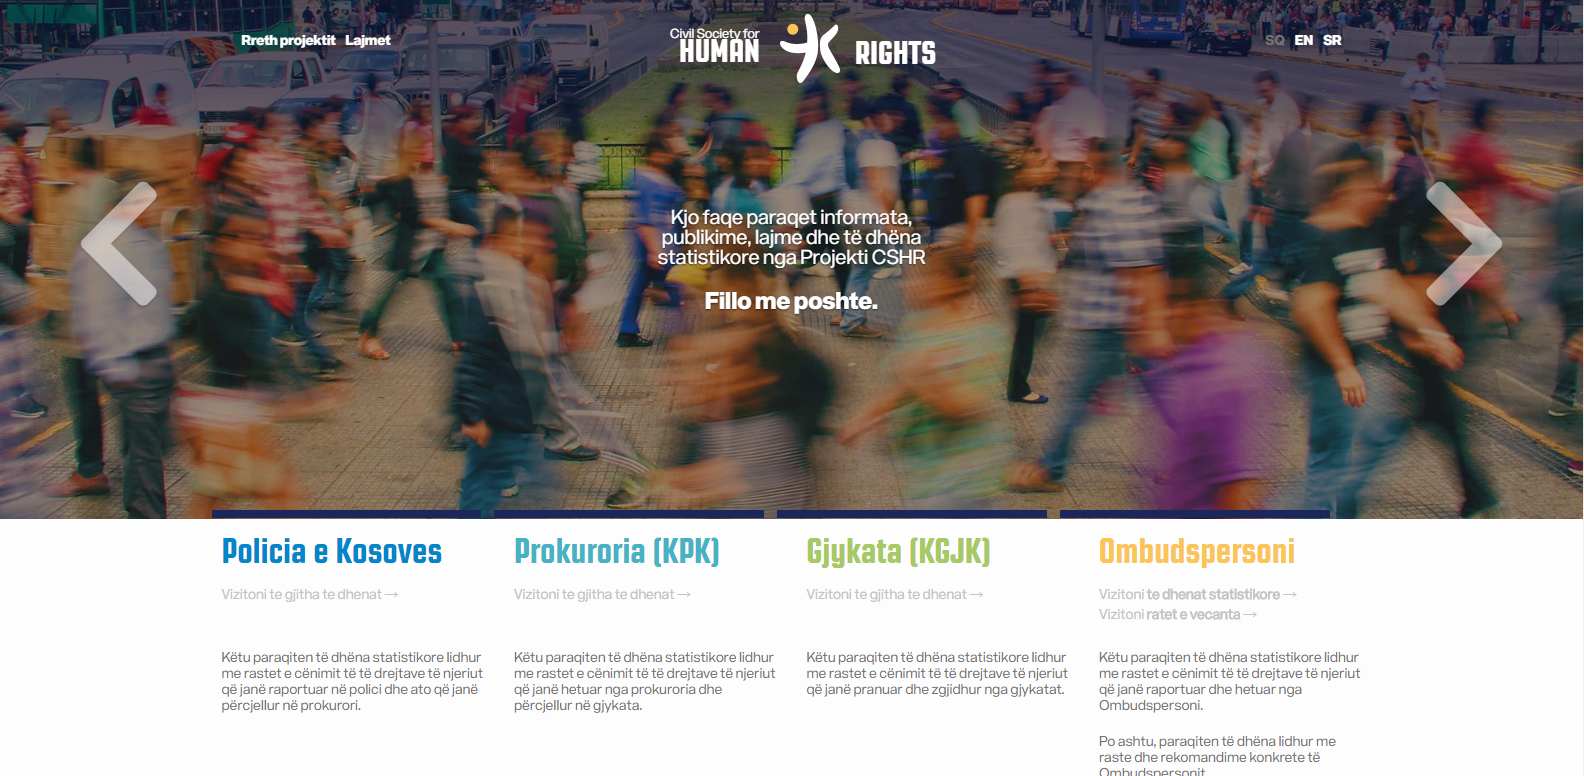 Rreth projektit Lajmet
Civil Society for
HUMAN RIGHTS
SQ EN SR
Kjo faqe paraqet informata,
publikime, lajme dhe të dhëna
statistikore nga Projekti CSHR
Fillo me poshte.
Policia e Kosoves
Vizitoni te gjitha te dhenat →
Këtu paraqiten të dhëna statistikore lidhur
me rastet e cënimit të të drejtave të njeriut
që janë raportuar në polici dhe ato që janë
përcjellur në prokurori.
Prokuroria (KPK)
Vizitoni te gjitha te dhenat →
Këtu paraqiten të dhëna statistikore lidhur
me rastet e cënimit të të drejtave të njeriut
që janë hetuar nga prokuroria dhe
përcjellur në gjykata.
Gjykata (KGJK)
Vizitoni te gjitha te dhenat →
Këtu paraqiten të dhëna statistikore lidhur
me rastet e cënimit të të drejtave të njeriut
që janë pranuar dhe zgjidhur nga gjykatat.
Ombudspersoni
Vizitoni te dhenat statistikore →
Vizitoni ratet e vecanta →
Këtu paraqiten të dhëna statistikore lidhur
me rastet e cënimit të të drejtave të njeriut
që janë raportuar dhe hetuar nga
Ombudspersoni.
Po ashtu, paraqiten të dhëna lidhur me
raste dhe rekomandime konkrete të
Ombudspersonit